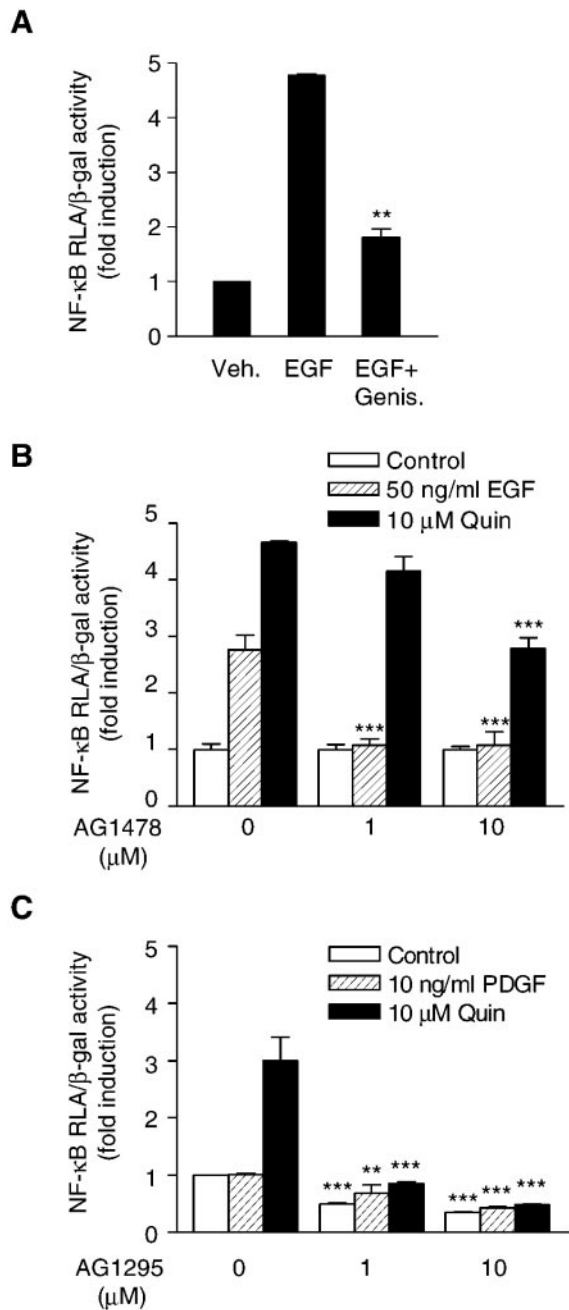 A
NF-κB RLA/β-gal activity
(fold induction)
5
4
3
2
1
0
**
Veh.
EGF
EGF+
Genis.
B
Control
50 ng/ml EGF
10 μM Quin
NF-κB RLA/β-gal activity
(fold induction)
5
4
3
2
1
0
***
***
***
AG1478
(μM)
0
1
10
C
Control
10 ng/ml PDGF
10 μM Quin
NF-κB RLA/β-gal activity
(fold induction)
5
4
3
2
1
0
***
**
***
***
***
***
AG1295
(μM)
0
1
10